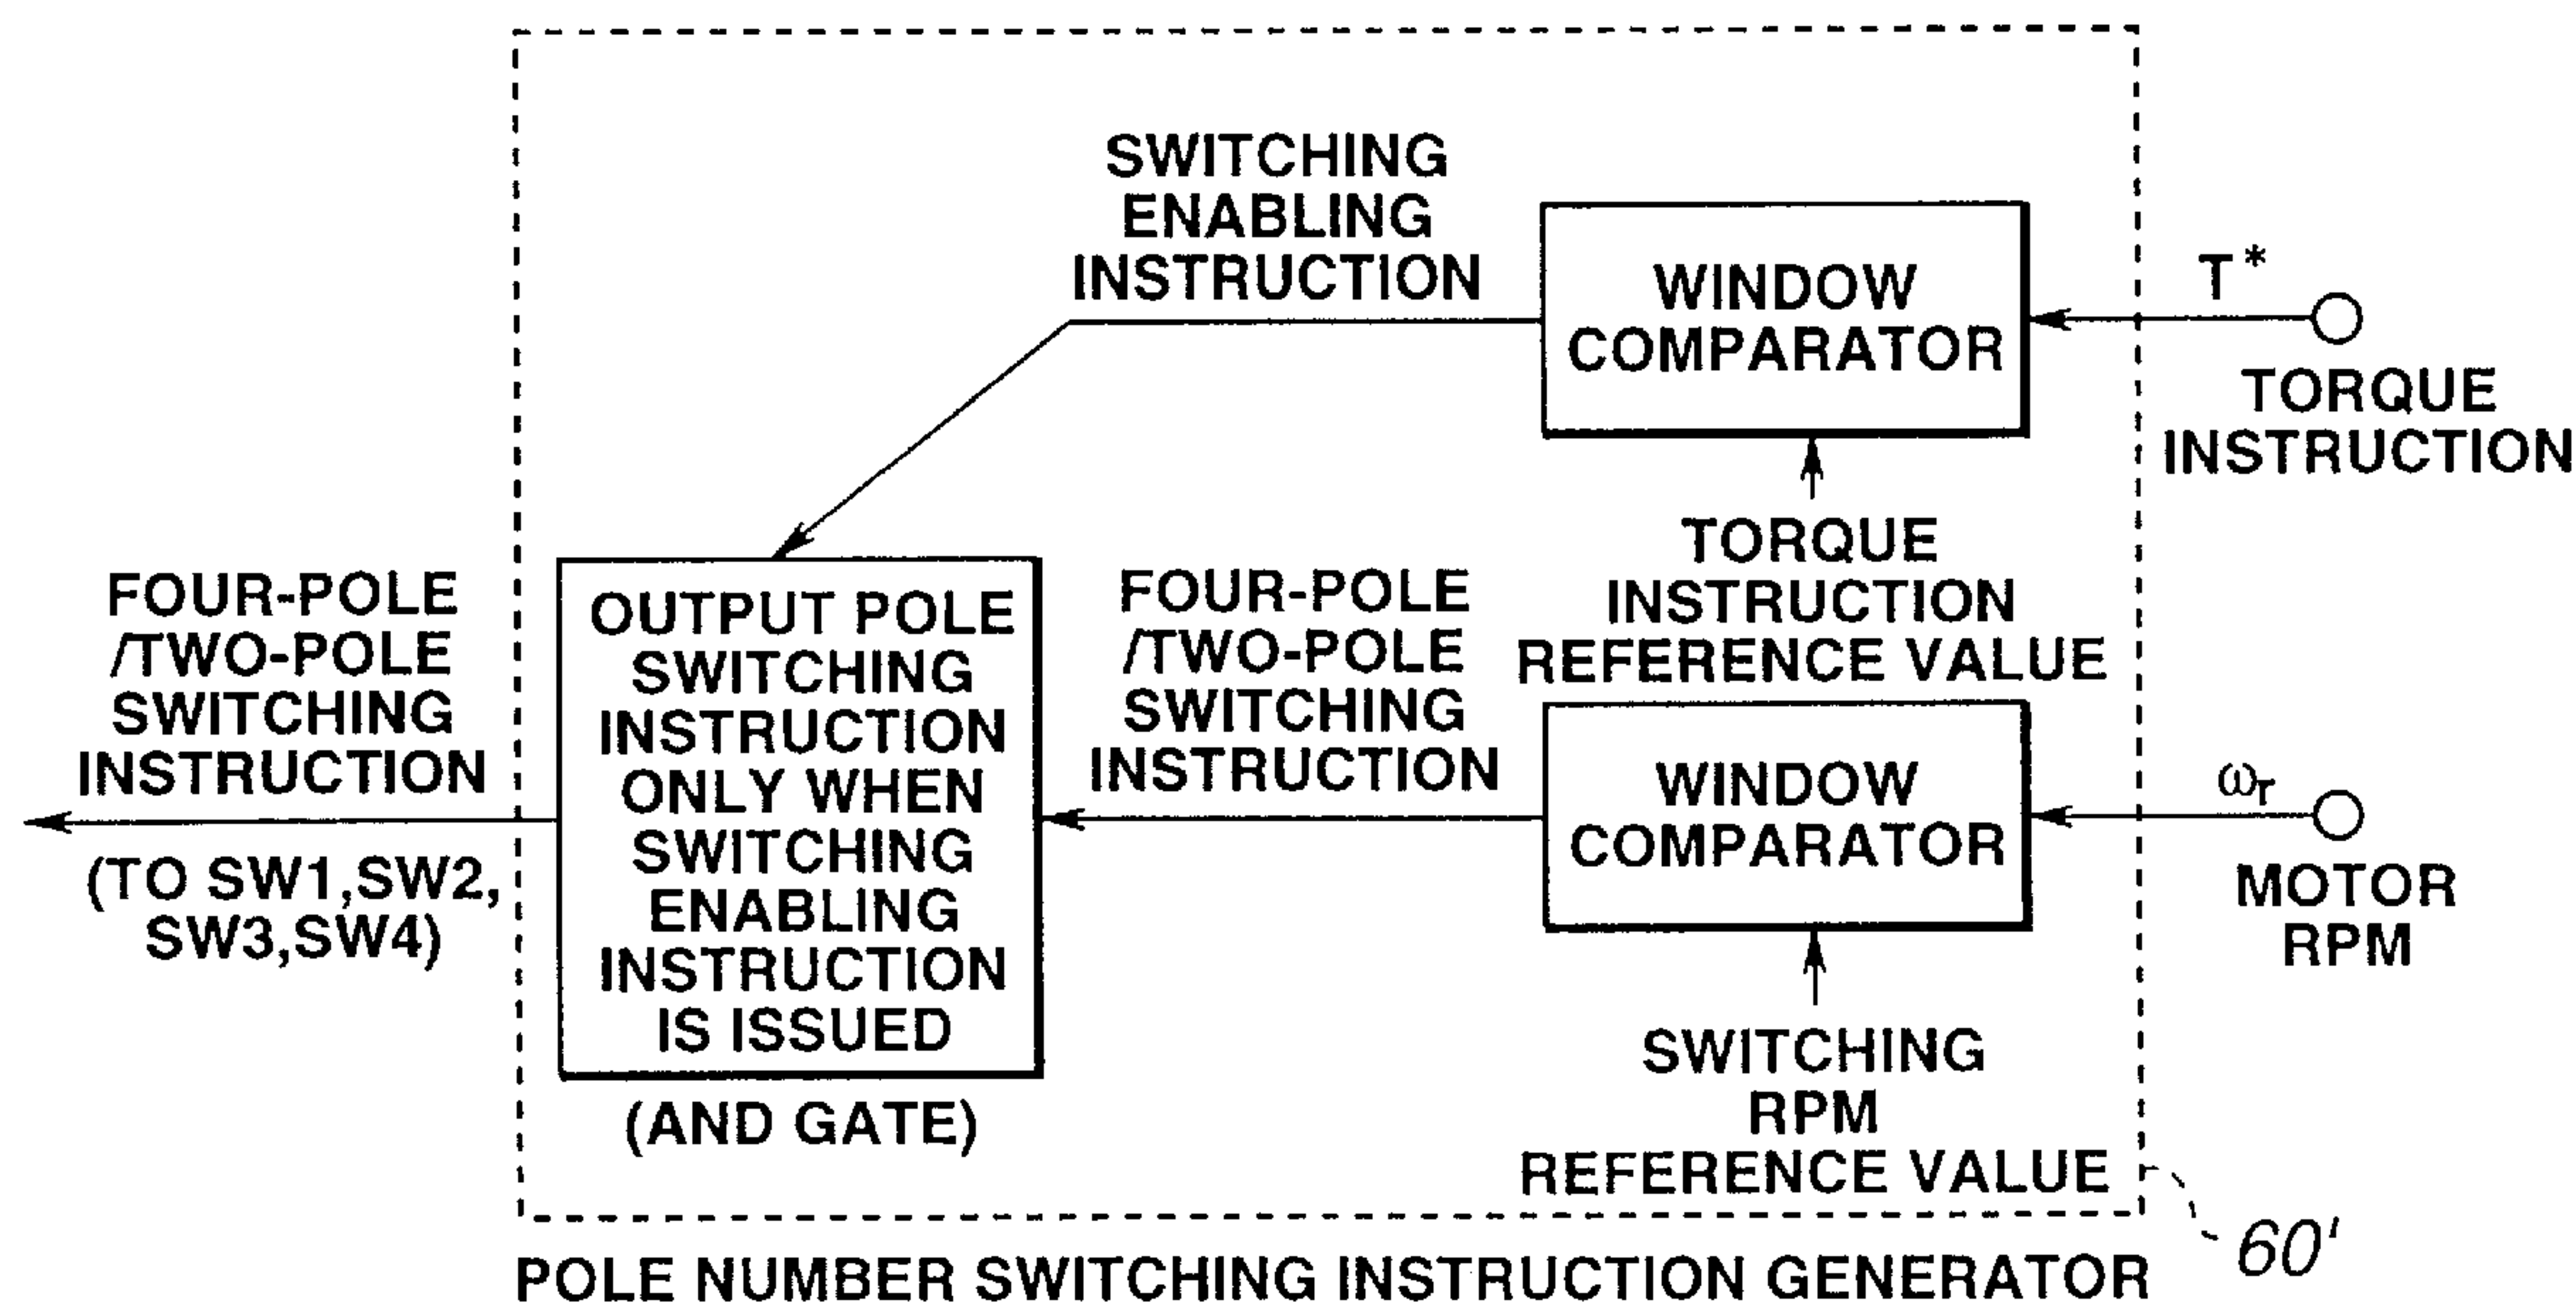 SWITCHING
ENABLING
INSTRUCTION
WINDOW
COMPARATOR
T*
TORQUE
INSTRUCTION
TORQUE
INSTRUCTION
REFERENCE VALUE
FOUR-POLE
/TWO-POLE
SWITCHING
INSTRUCTION
(TO SW1,SW2,
SW3,SW4)
OUTPUT POLE
SWITCHING
INSTRUCTION
ONLY WHEN
SWITCHING
ENABLING
INSTRUCTION
IS ISSUED
(AND GATE)
FOUR-POLE
/TWO-POLE
SWITCHING
INSTRUCTION
WINDOW
COMPARATOR
ωr
MOTOR
RPM
SWITCHING
RPM
REFERENCE VALUE
60'
POLE NUMBER SWITCHING INSTRUCTION GENERATOR